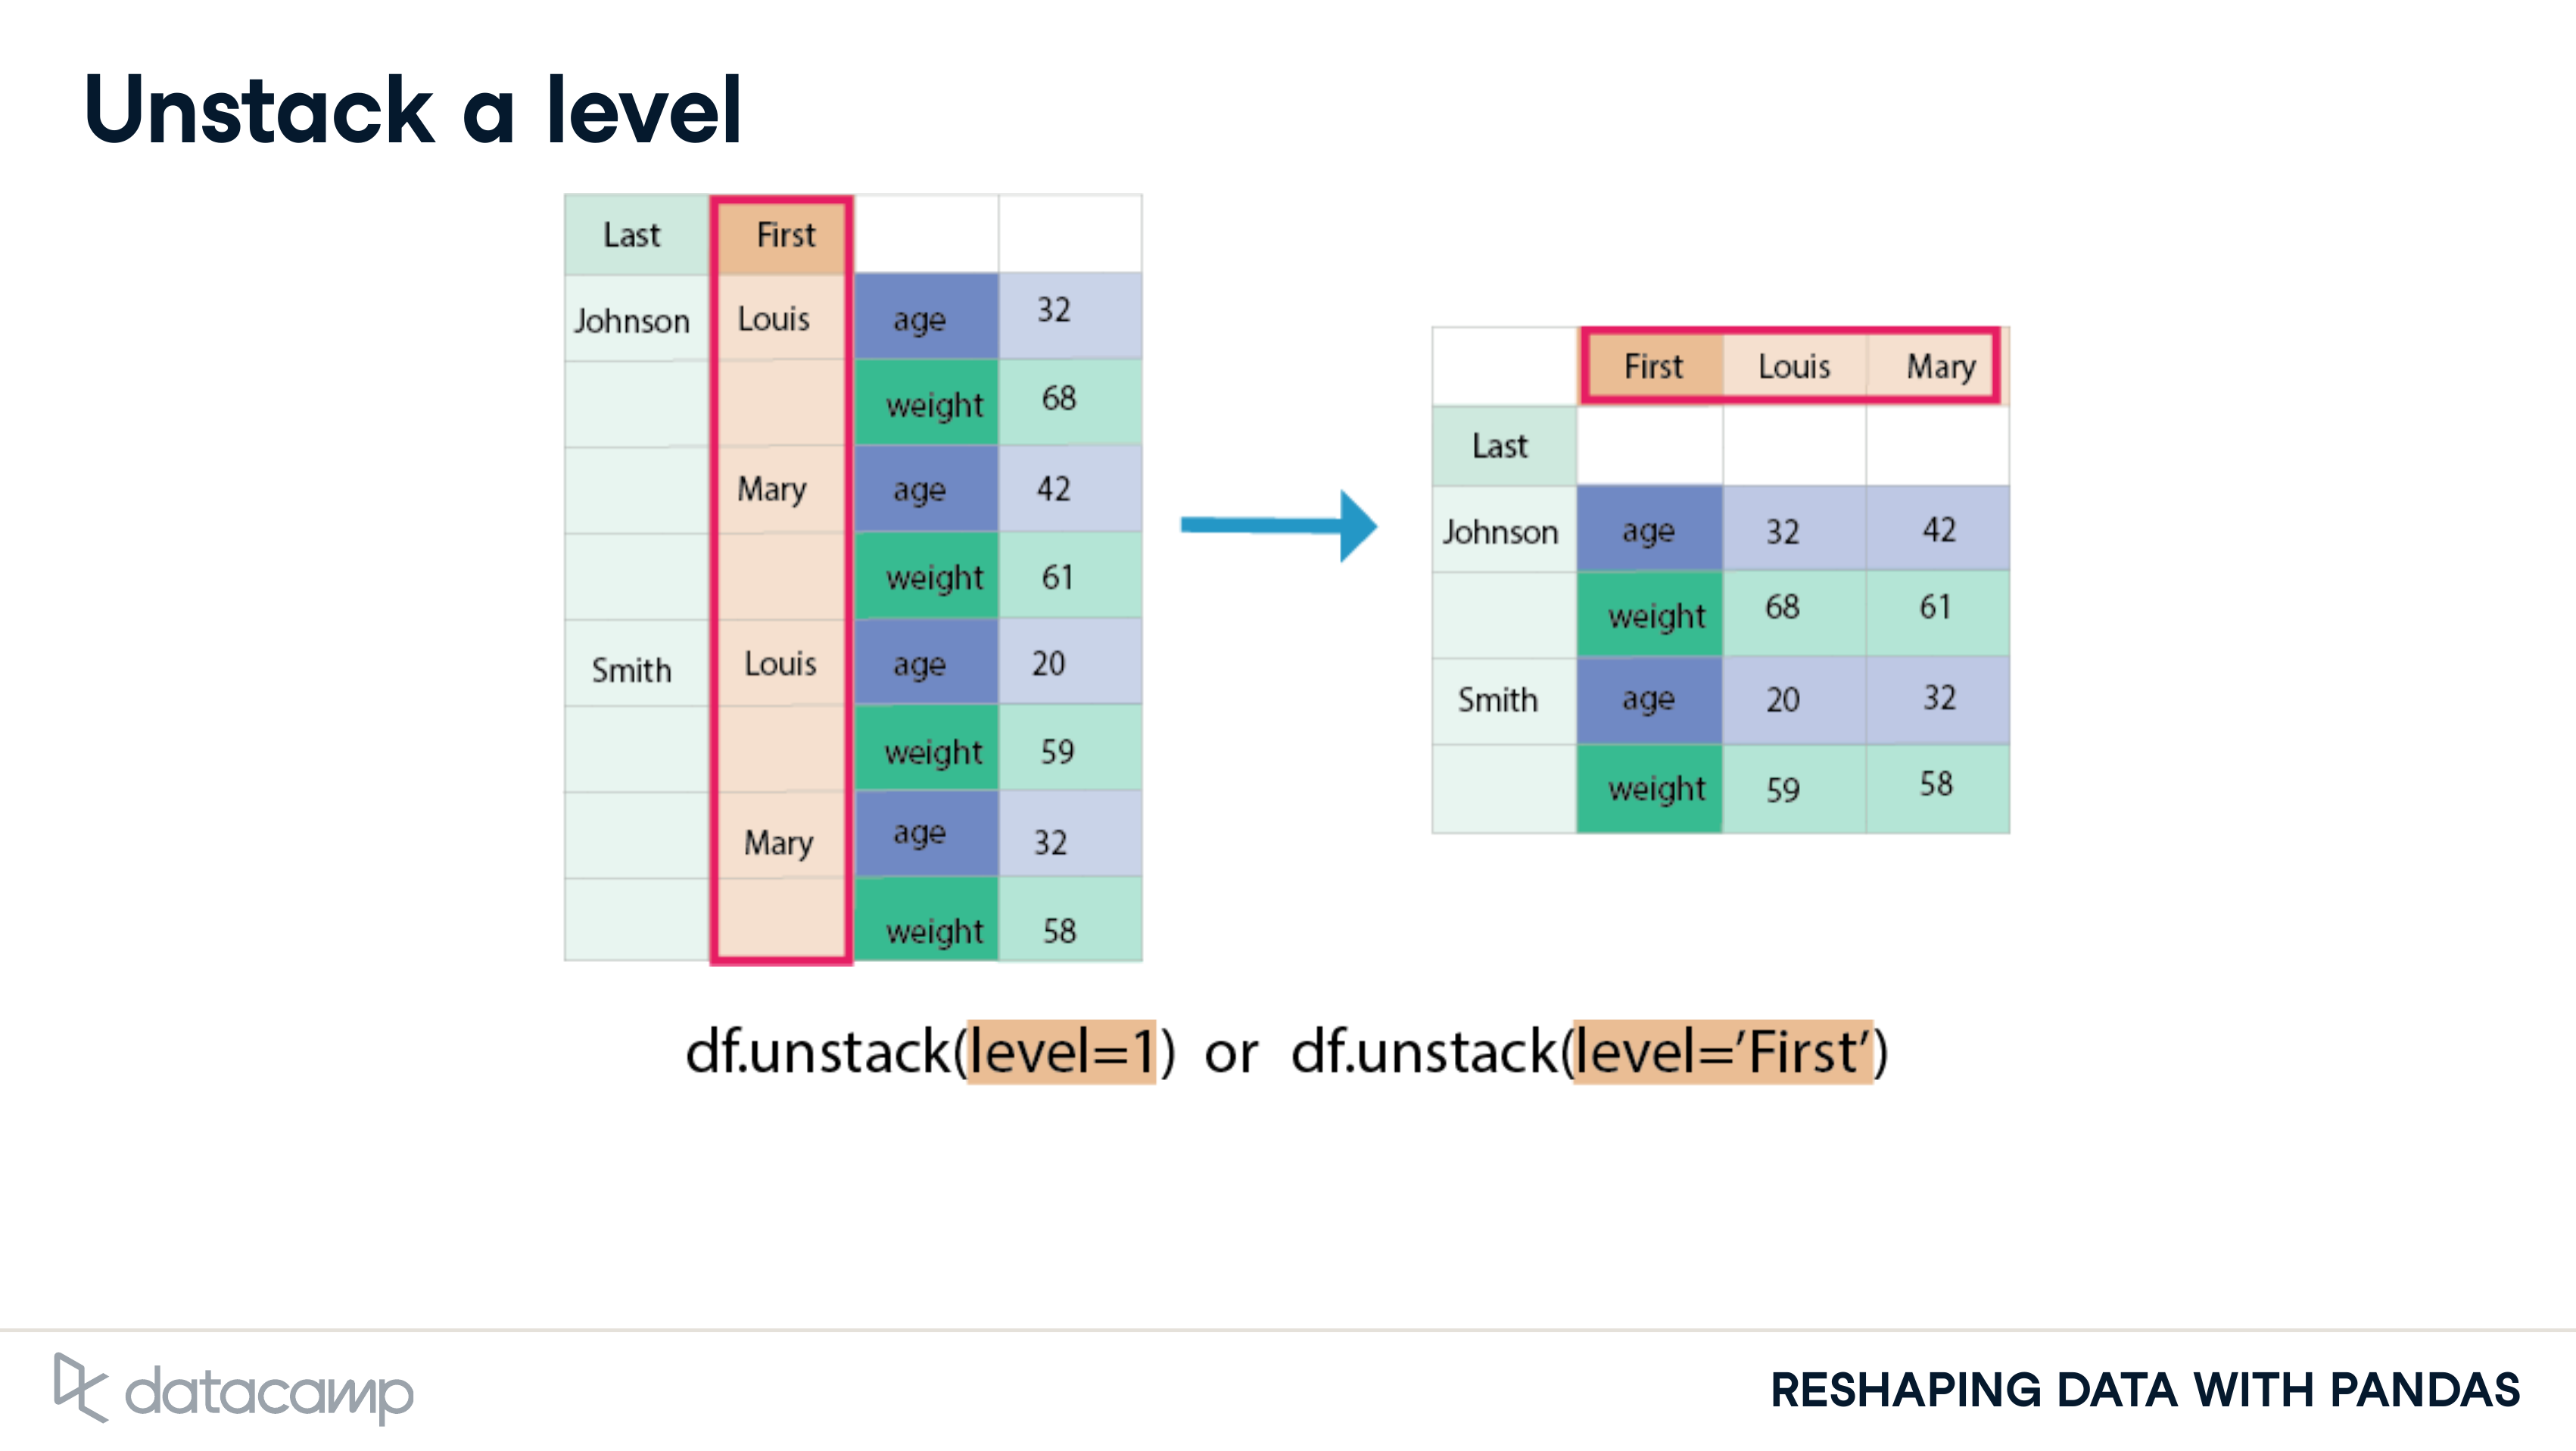 Unstack a level
Last First
Johnson Louis age 32
weight 68
Mary age 42
weight 61
Smith Louis age 20
weight 59
Mary age 32
weight 58
First Louis Mary
Last
Johnson age 32 42
weight 68 61
Smith age 20 32
weight 59 58
df.unstack(level=1) or df.unstack(level=’First’)
datacamp
RESHAPING DATA WITH PANDAS